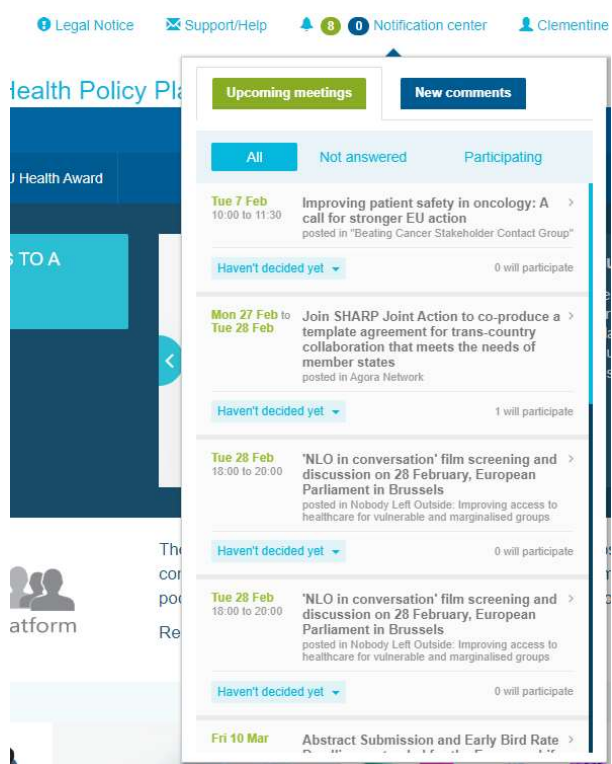 Legal Notice Support/Help 8 0 Notification center Clementine
Health Policy Pla
Upcoming meetings New comments
All Not answered Participating
J Health Award
Tue 7 Feb
10:00 to 11:30
Improving patient safety in oncology: A
call for stronger EU action
posted in "Beating Cancer Stakeholder Contact Group"
S TO A
Haven't decided yet 0 will participate
Mon 27 Feb to
Tue 28 Feb
Join SHARP Joint Action to co-produce a
template agreement for trans-country
collaboration that meets the needs of
member states
posted in Agora Network
Haven't decided yet 1 will participate
Tue 28 Feb
18:00 to 20:00
'NLO in conversation' film screening and
discussion on 28 February, European
Parliament in Brussels
posted in Nobody Left Outside: Improving access to
healthcare for vulnerable and marginalised groups
The
Haven't decided yet 0 will participate
atform
Re
Tue 28 Feb
18:00 to 20:00
'NLO in conversation' film screening and
discussion on 28 February, European
Parliament in Brussels
posted in Nobody Left Outside: Improving access to
healthcare for vulnerable and marginalised groups
Haven't decided yet 0 will participate
Fri 10 Mar
Abstract Submission and Early Bird Rate